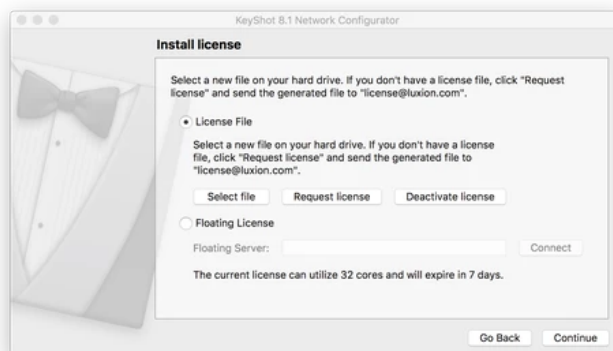 KeyShot 8.1 Network Configurator
Install license
Select a new file on your hard drive. If you don't have a license file, click "Request
license" and send the generated file to "license@luxion.com".
License File
Select a new file on your hard drive. If you don't have a license
file, click "Request license" and send the generated file to
"license@luxion.com".
Select file Request license Deactivate license
Floating License
Floating Server: Connect
The current license can utilize 32 cores and will expire in 7 days.
Go Back Continue